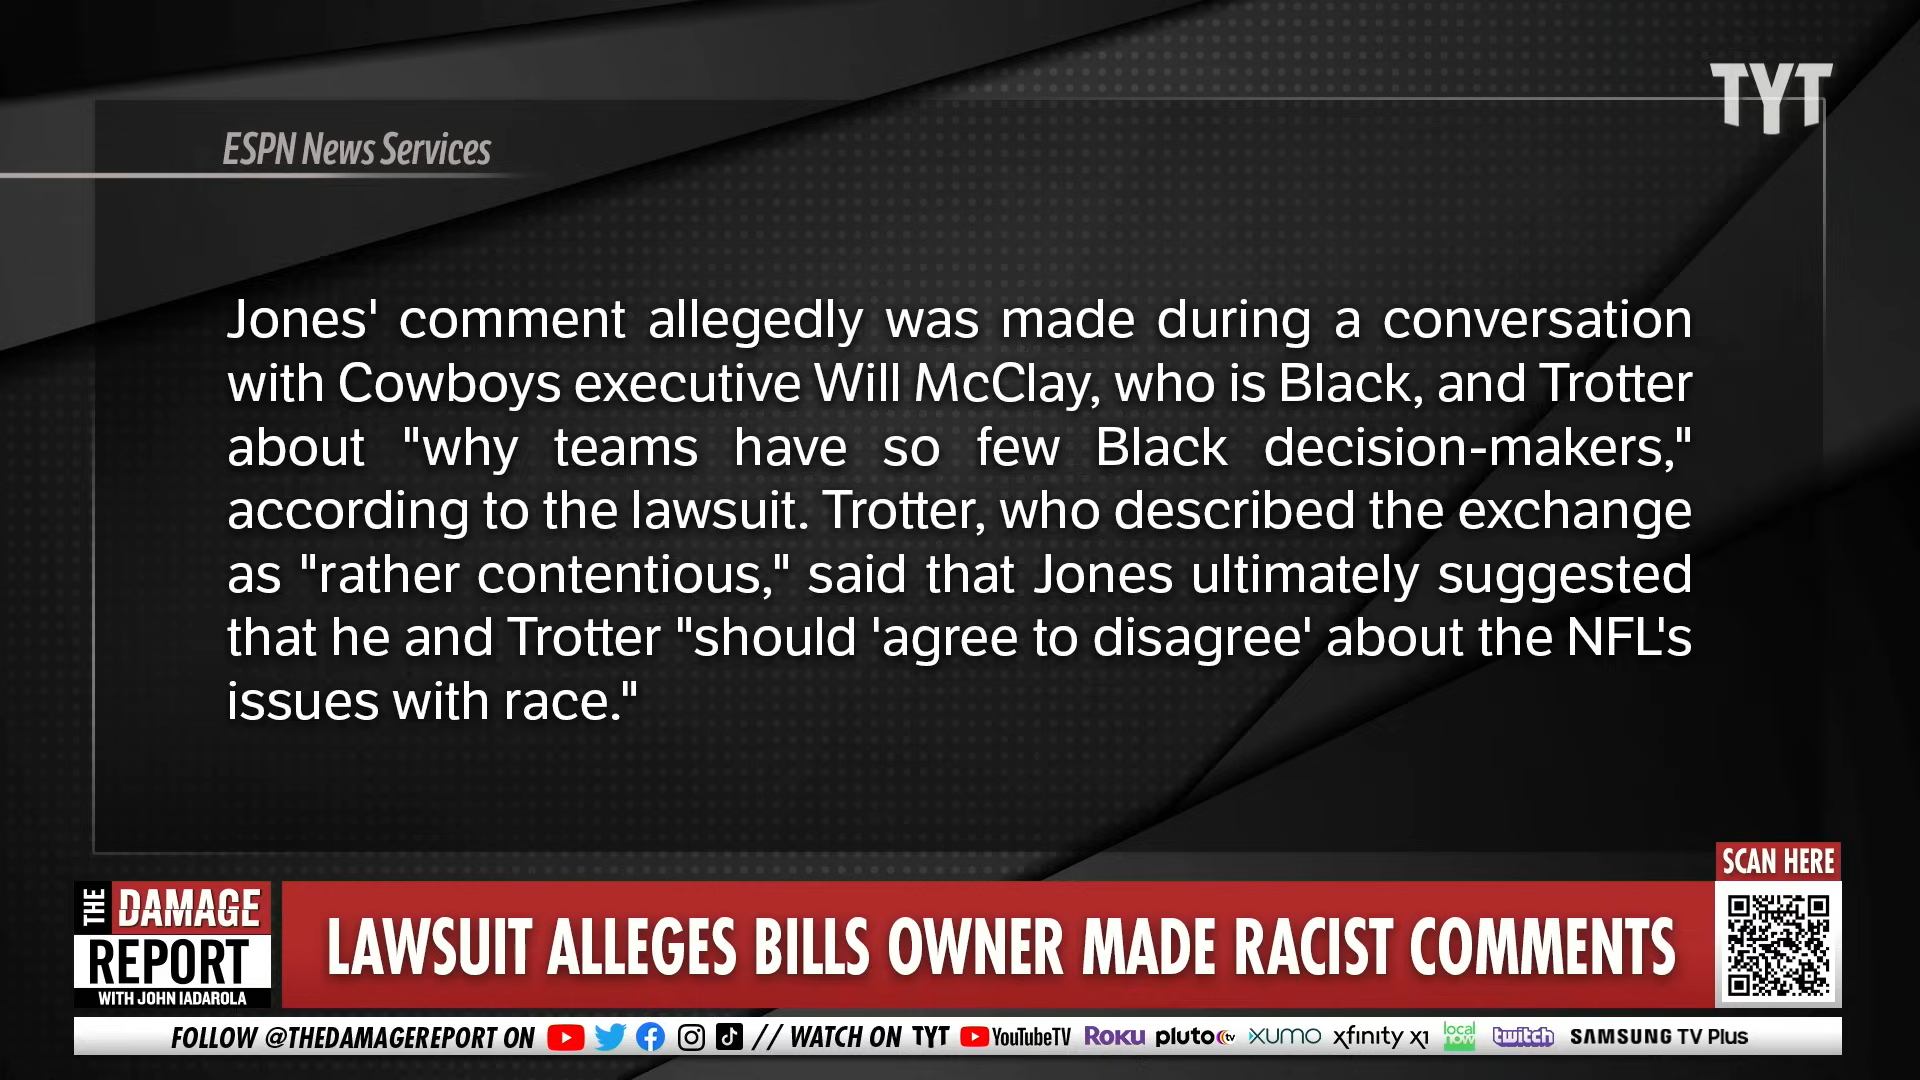 TYT
ESPN News Services
Jones' comment allegedly was made during a conversation
with Cowboys executive Will McClay, who is Black, and Trotter
about "why teams have so few Black decision-makers,"
according to the lawsuit. Trotter, who described the exchange
as "rather contentious," said that Jones ultimately suggested
that he and Trotter "should 'agree to disagree' about the NFL's
issues with race."
SCAN HERE
THE DAMAGE
REPORT
WITH JOHN IADAROLA
LAWSUIT ALLEGES BILLS OWNER MADE RACIST COMMENTS
FOLLOW @THEDAMAGEREPORT ON // WATCH ON TYT YouTubeTV ROKU pluto tv XUMO xfinity x1 local now twitch SAMSUNG TV Plus